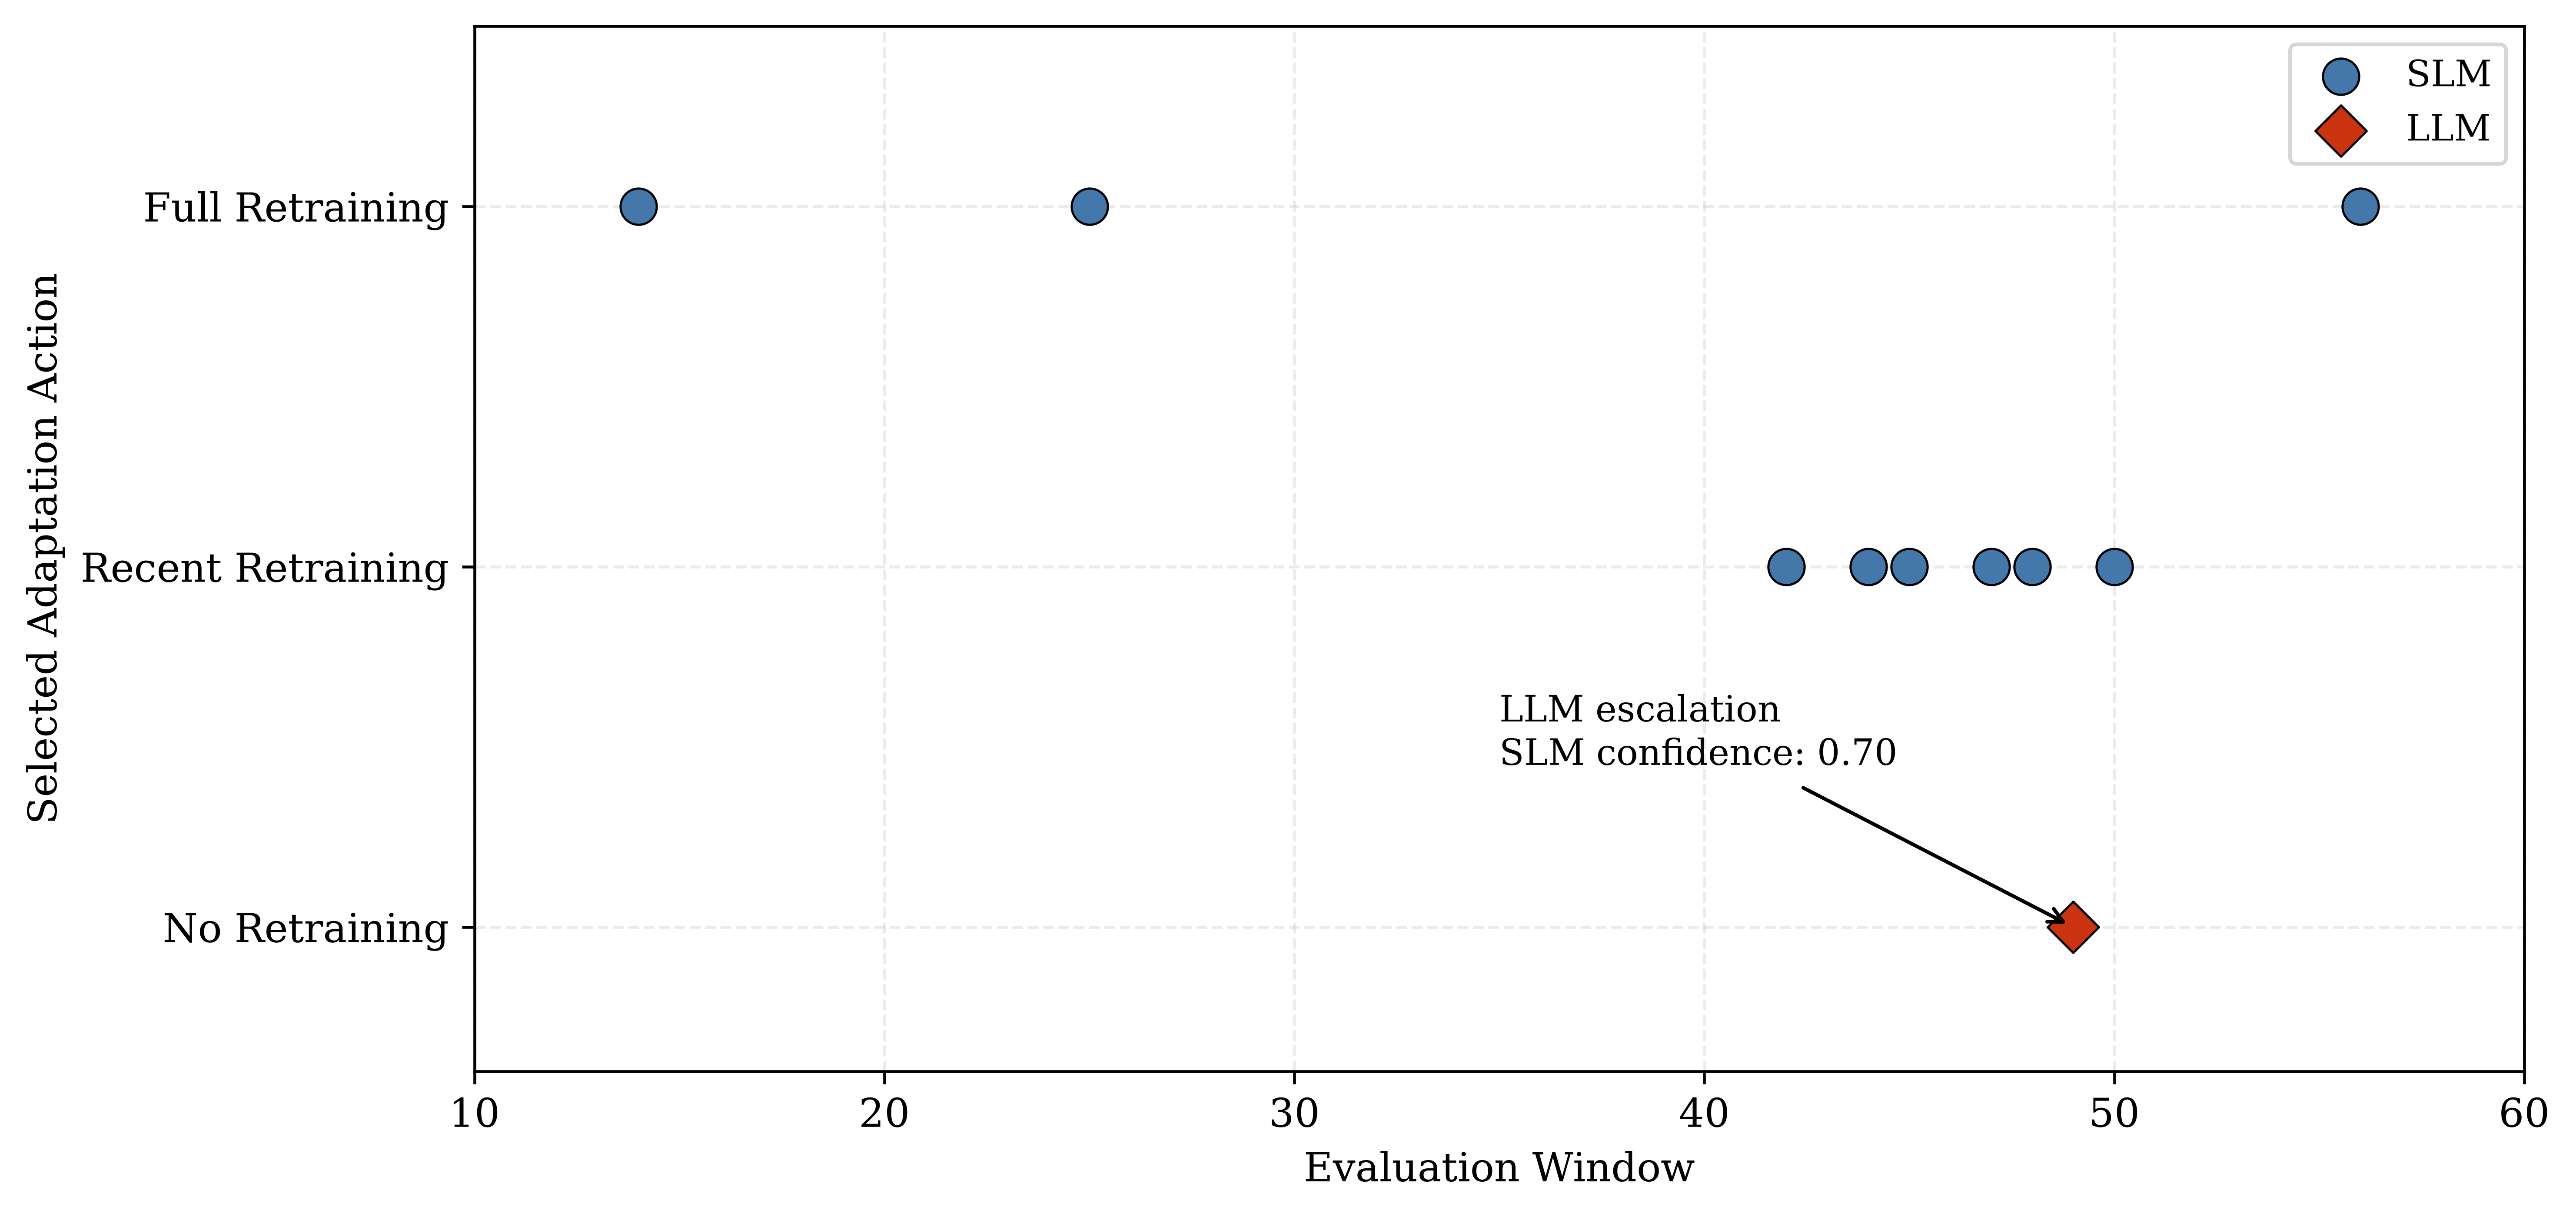 SLM
LLM
Full Retraining
Recent Retraining
No Retraining
Selected Adaptation Action
LLM escalation
SLM confidence: 0.70
10 20 30 40 50 60
Evaluation Window